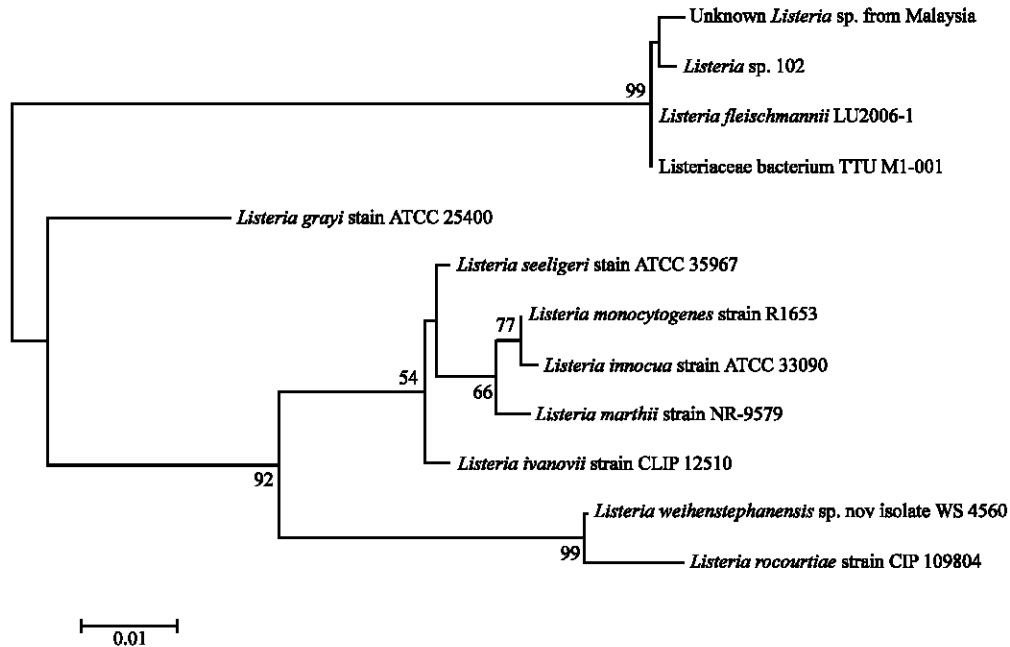 Unknown Listeria sp. from Malaysia
Listeria sp. 102
99
Listeria fleischmannii LU2006-1
Listeriaceae bacterium TTU M1-001
Listeria grayi stain ATCC 25400
Listeria seeligeri stain ATCC 35967
Listeria monocytogenes strain R1653
77
Listeria innocua strain ATCC 33090
54
66
Listeria marthii strain NR-9579
Listeria ivanovii strain CLIP 12510
92
Listeria weihenstephanensis sp. nov isolate WS 4560
99
Listeria rocourtiae strain CIP 109804
0.01